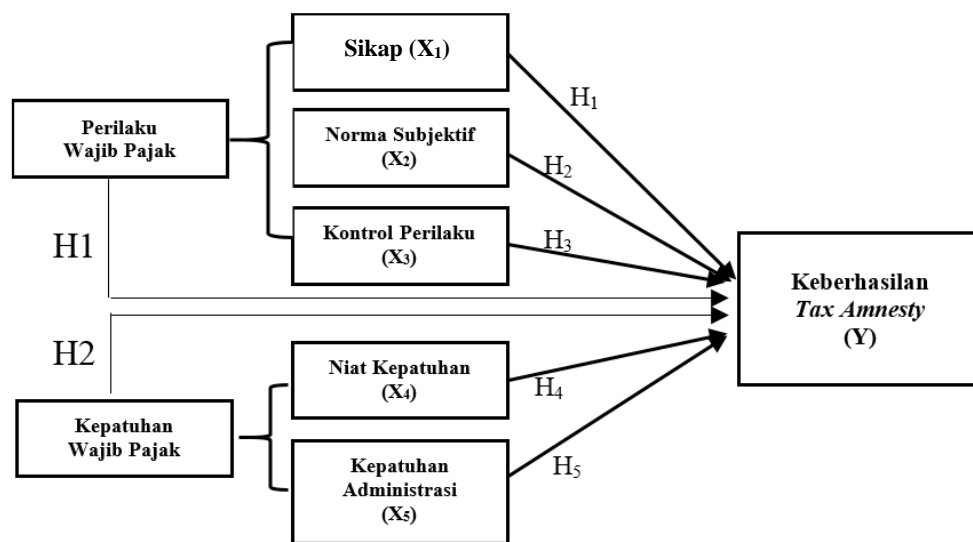 Perilaku
Wajib Pajak
Sikap (X₁)
Norma Subjektif
(X₂)
Kontrol Perilaku
(X₃)
H₁
H₂
H₃
H1
H2
Keberhasilan
Tax Amnesty
(Y)
Kepatuhan
Wajib Pajak
Niat Kepatuhan
(X₄)
Kepatuhan
Administrasi
(X₅)
H₄
H₅